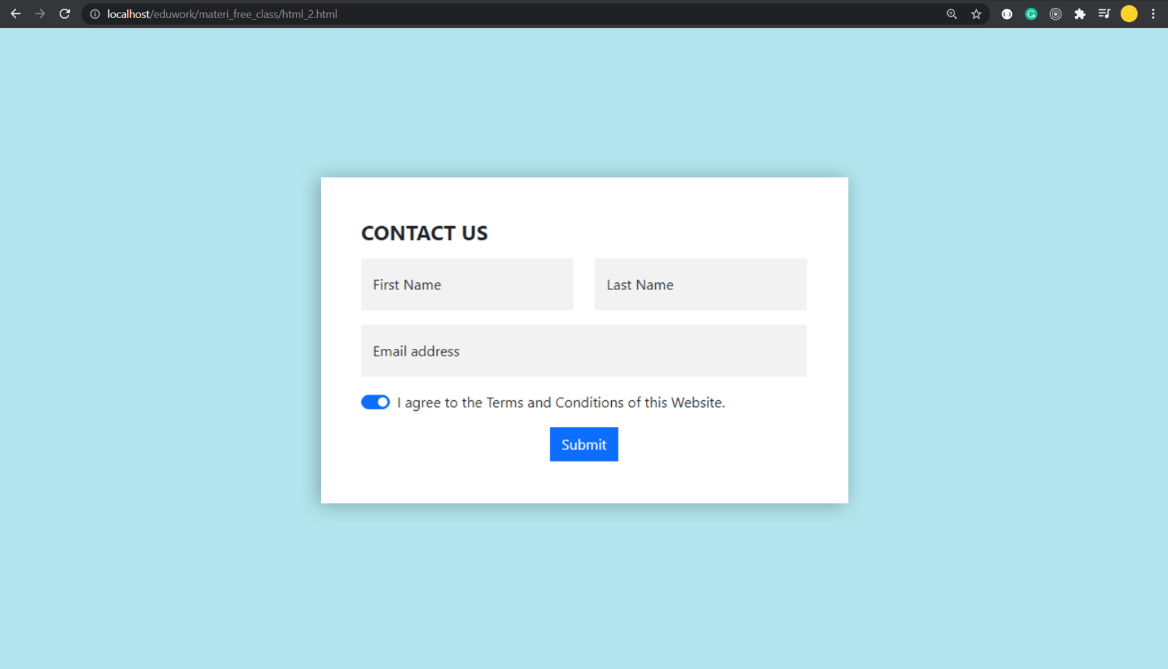 localhost/eduwork/materi_free_class/html_2.html
CONTACT US
First Name
Last Name
Email address
I agree to the Terms and Conditions of this Website.
Submit